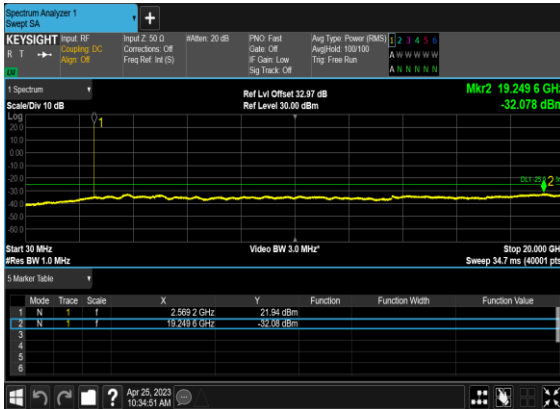 Spectrum Analyzer 1
Swept SA
KEYSIGHT
R T
LW
Input: RF
Coupling: DC
Align: Off
Input Z: 50 Ω
Corrections: Off
Freq Ref: Int (S)
#Atten: 20 dB
PNO: Fast
Gate: Off
IF Gain: Low
Sig Track: Off
Avg Type: Power (RMS)
Avg|Hold: 100/100
Trig: Free Run
1 2 3 4 5 6
A W W W W W
A N N N N N
1 Spectrum
Scale/Div 10 dB
Ref Lvl Offset 32.97 dB
Ref Level 30.00 dBm
Mkr2 19.249 6 GHz
-32.078 dBm
Log
20.0
10.0
0.00
-10.0
-20.0
-30.0
-40.0
-50.0
-60.0
1
2
Start 30 MHz
#Res BW 1.0 MHz
Video BW 3.0 MHz*
Stop 20.000 GHz
Sweep 34.7 ms (40001 pts)
5 Marker Table
Mode Trace Scale X Y Function Function Width Function Value
1 N 1 f 2.569 2 GHz 21.94 dBm
2 N 1 f 19.249 6 GHz -32.08 dBm
3
4
5
6
?
Apr 25, 2023
10:34:51 AM